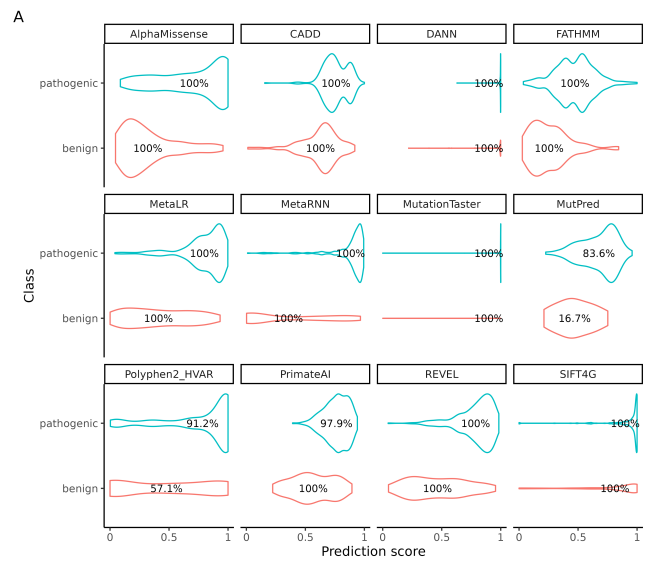 A
AlphaMissense CADD DANN FATHMM
pathogenic 100% 100% 100% 100%
benign 100% 100% 100% 100%
MetaLR MetaRNN MutationTaster MutPred
pathogenic 100% 100% 100% 83.6%
Class
benign 100% 100% 100% 16.7%
Polyphen2_HVAR PrimateAI REVEL SIFT4G
pathogenic 91.2% 97.9% 100% 100%
benign 57.1% 100% 100% 100%
0 0.5 1 0 0.5 1 0 0.5 1 0 0.5 1
Prediction score